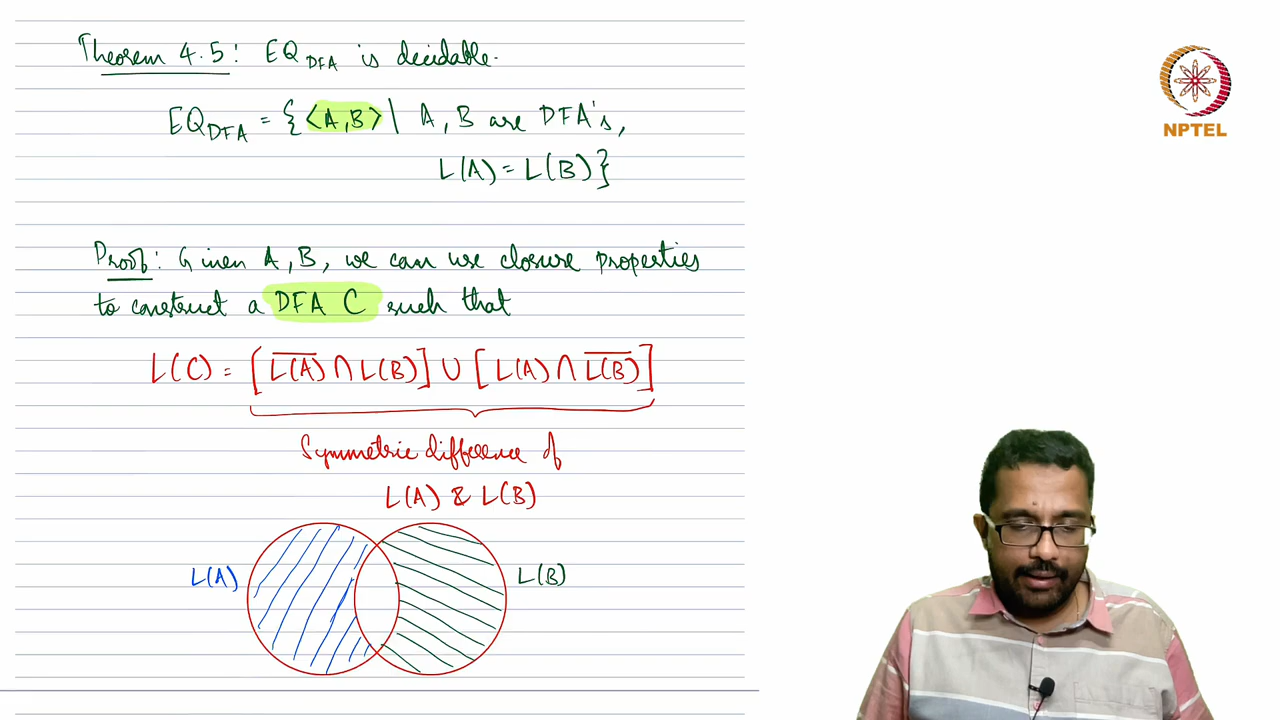 Theorem 4.5: EQ_DFA is decidable.
EQ_DFA = {<A,B> | A, B are DFA's,
L(A) = L(B)}
Proof: Given A, B, we can use closure properties
to construct a DFA C such that
L(C) = [L̅(̅A̅)̅ ∩ L(B)] ∪ [L(A) ∩ L̅(̅B̅)̅]
Symmetric difference of
L(A) & L(B)
L(A)
L(B)
NPTEL